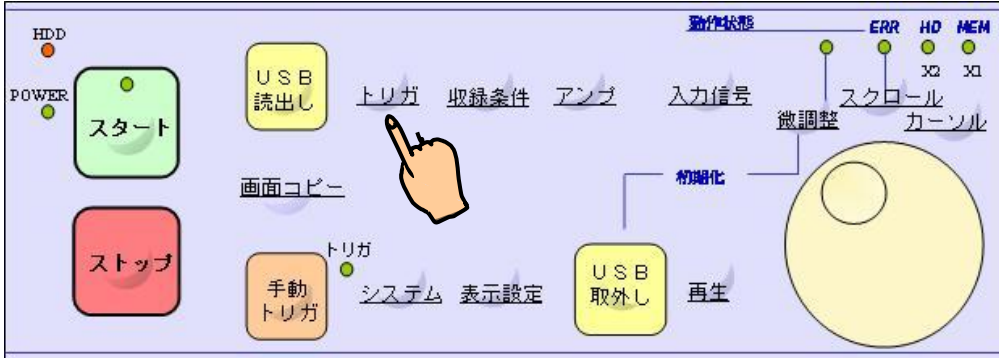 動作状態
ERR HD MEM
HDD
X2 X1
POWER
スタート
USB
読出し
トリガ 収録条件 アンプ 入力信号
スクロール
微調整
カーソル
画面コピー
初期化
ストップ
トリガ
手動
トリガ
システム 表示設定
USB
取外し
再生